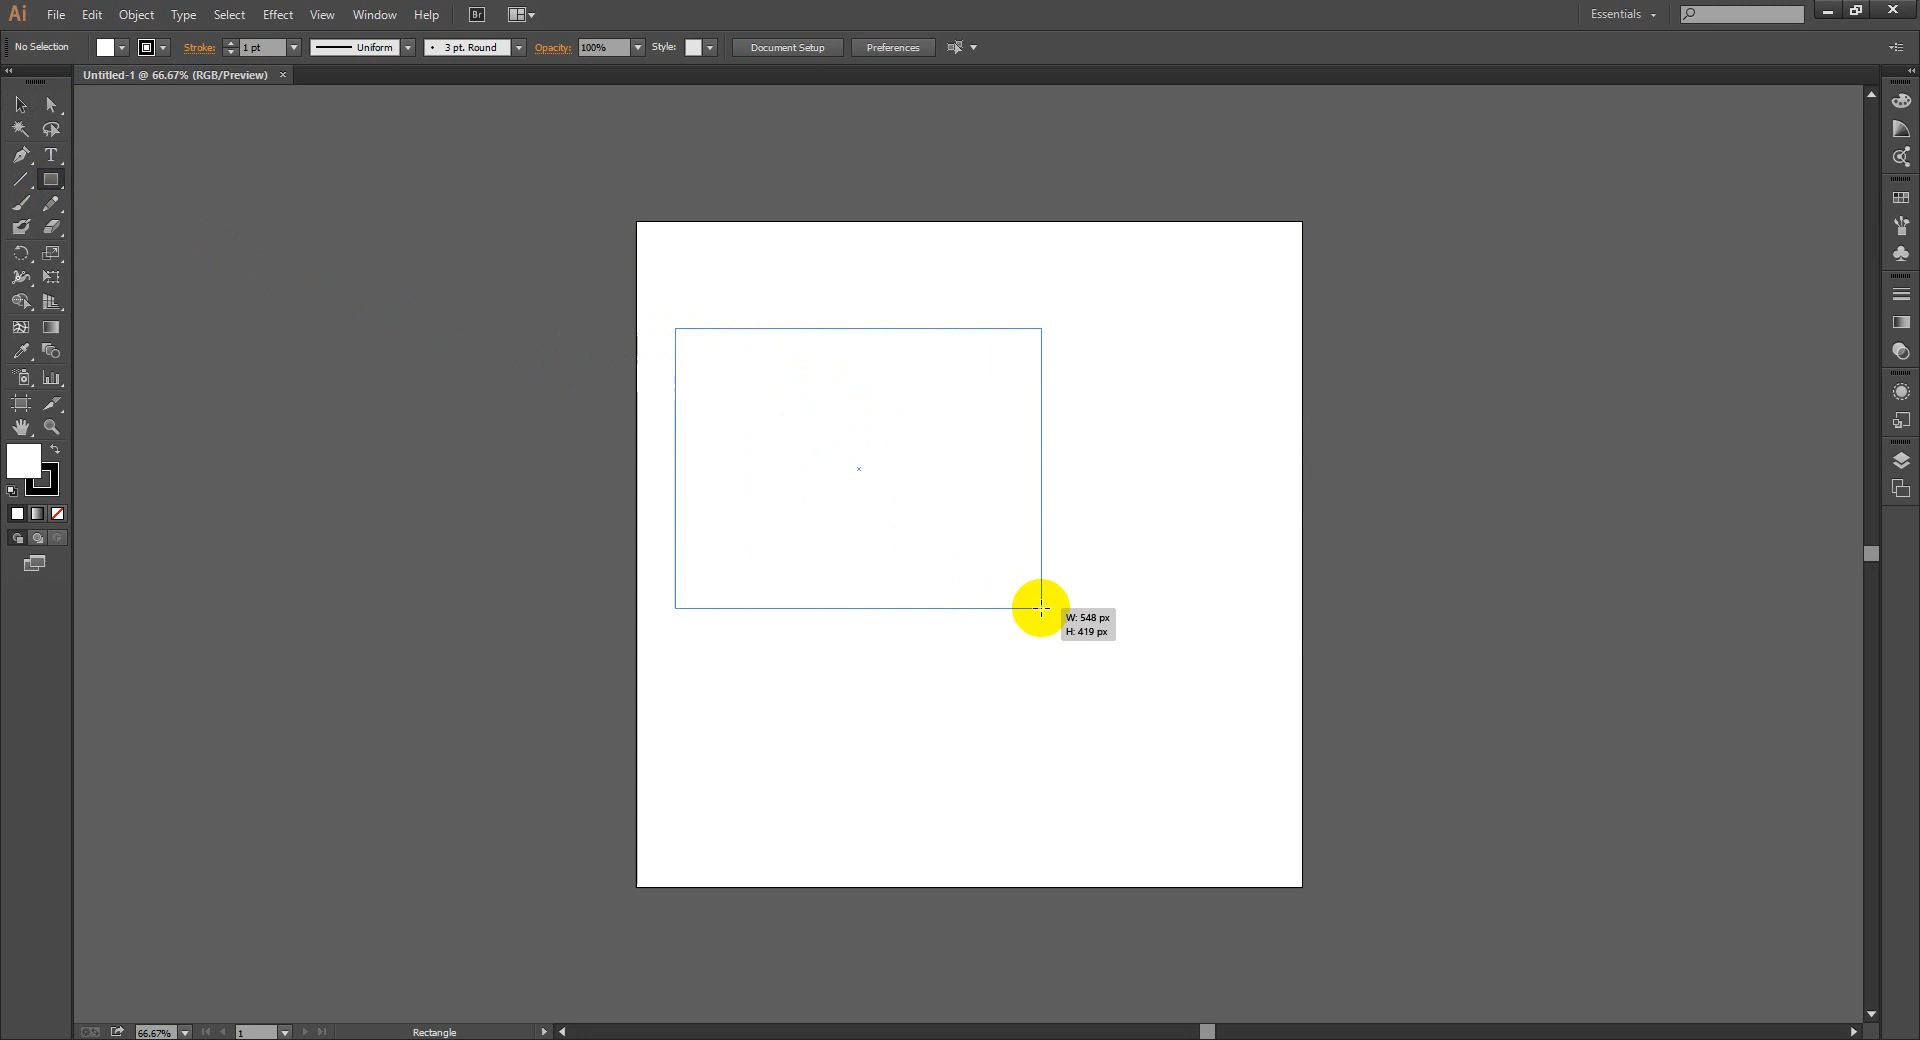 Ai File Edit Object Type Select Effect View Window Help Br Essentials
No Selection Stroke: 1 pt Uniform 3 pt. Round Opacity: 100% Style: Document Setup Preferences
Untitled-1 @ 66.67% (RGB/Preview) ×
T
W: 548 px
H: 419 px
66.67% 1 Rectangle